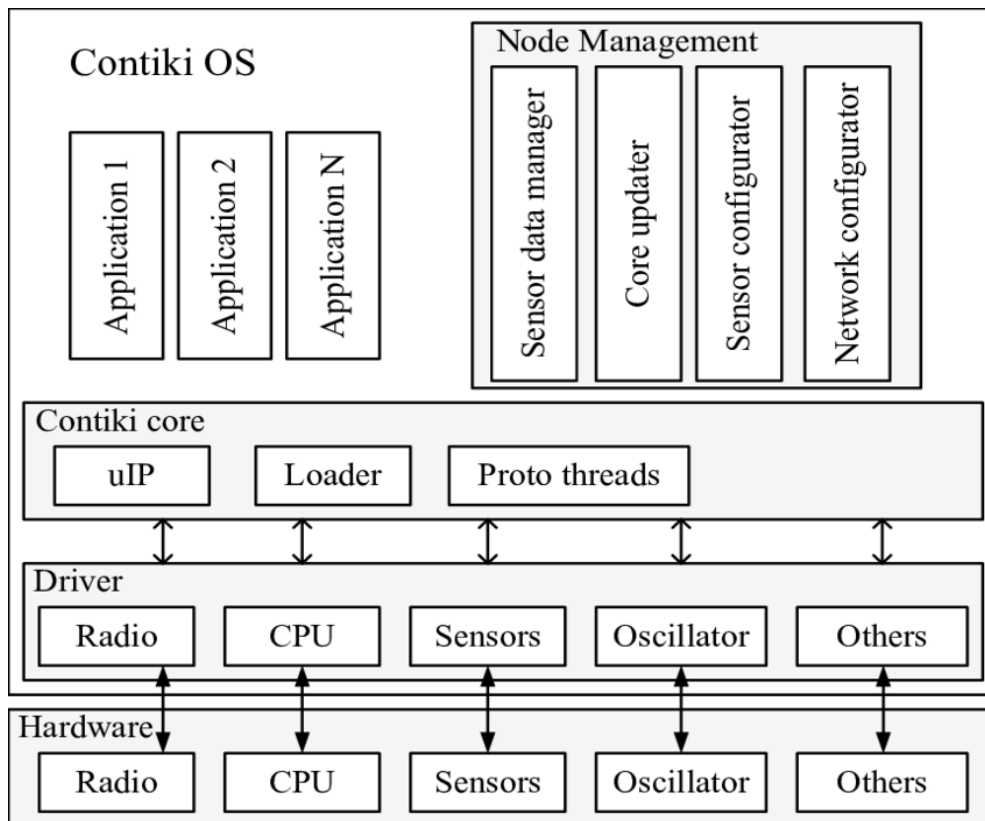 Contiki OS
Application 1
Application 2
Application N
Node Management
Sensor data manager
Core updater
Sensor configurator
Network configurator
Contiki core
uIP
Loader
Proto threads
Driver
Radio
CPU
Sensors
Oscillator
Others
Hardware
Radio
CPU
Sensors
Oscillator
Others